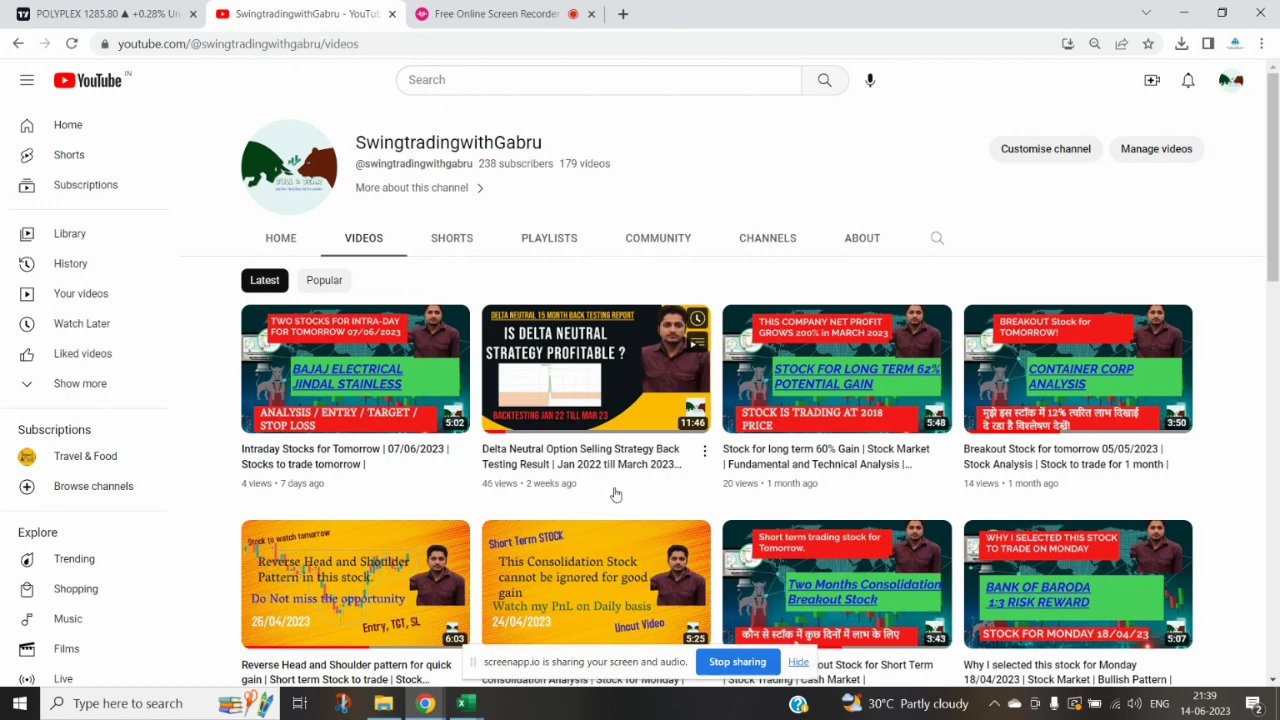 POLYPLEX 1285.80 ▲ +0.28% Un
SwingtradingwithGabru - YouTub
Free Online Screen Recorder
youtube.com/@swingtradingwithgabru/videos
YouTube IN
Search
Home
Shorts
Subscriptions
Library
History
Your videos
Watch Later
Liked videos
Show more
Subscriptions
Travel & Food
Browse channels
Explore
Trending
Shopping
Music
Films
Live
BULL & BEAR
SwingtradingwithGabru
@swingtradingwithgabru 238 subscribers 179 videos
More about this channel
Customise channel
Manage videos
HOME VIDEOS SHORTS PLAYLISTS COMMUNITY CHANNELS ABOUT
Latest Popular
TWO STOCKS FOR INTRA-DAY
FOR TOMORROW 07/06/2023
BAJAJ ELECTRICAL
JINDAL STAINLESS
ANALYSIS / ENTRY / TARGET /
STOP LOSS
5:02
Intraday Stocks for Tomorrow | 07/06/2023 |
Stocks to trade tomorrow |
4 views • 7 days ago
DELTA NEUTRAL 15 MONTH BACK TESTING REPORT
IS DELTA NEUTRAL
STRATEGY PROFITABLE ?
BACKTESTING JAN 22 TILL MAR 23
11:46
Delta Neutral Option Selling Strategy Back
Testing Result | Jan 2022 till March 2023...
46 views • 2 weeks ago
THIS COMPANY NET PROFIT
GROWS 200% in MARCH 2023
STOCK FOR LONG TERM 62%
POTENTIAL GAIN
STOCK IS TRADING AT 2018
PRICE
5:48
Stock for long term 60% Gain | Stock Market
| Fundamental and Technical Analysis |...
20 views • 1 month ago
BREAKOUT Stock for
TOMORROW!
CONTAINER CORP
ANALYSIS
मुझे इस स्टॉक में 12% त्वरित लाभ दिखाई
दे रहा है विश्लेषण देखें!
3:50
Breakout Stock for tomorrow 05/05/2023 |
Stock Analysis | Stock to trade for 1 month |
14 views • 1 month ago
Stock to watch tomorrow
Reverse Head and Shoulder
Pattern in this stock.
Do Not miss the opportunity
26/04/2023
Entry, TGT, SL
6:03
Reverse Head and Shoulder pattern for quick
gain | Short term Stock to trade | Stock...
Short Term STOCK
This Consolidation Stock
cannot be ignored for good
gain
Watch my PnL on Daily basis
24/04/2023
Uncut Video
5:25
Short term trading stock for
Tomorrow.
Two Months Consolidation
Breakout Stock
कौन से स्टॉक में कुछ दिनों में लाभ के लिए
3:43
Stock for Short Term
WHY I SELECTED THIS STOCK
TO TRADE ON MONDAY
BANK OF BARODA
1:3 RISK REWARD
STOCK FOR MONDAY 18/04/23
5:07
Why I selected this stock for Monday
18/04/2023 | Stock Market | Bullish Pattern |
screenapp.io is sharing your screen and audio.
Stop sharing
Hide
Type here to search
30°C Partly cloudy
ENG
21:39
14-06-2023
2